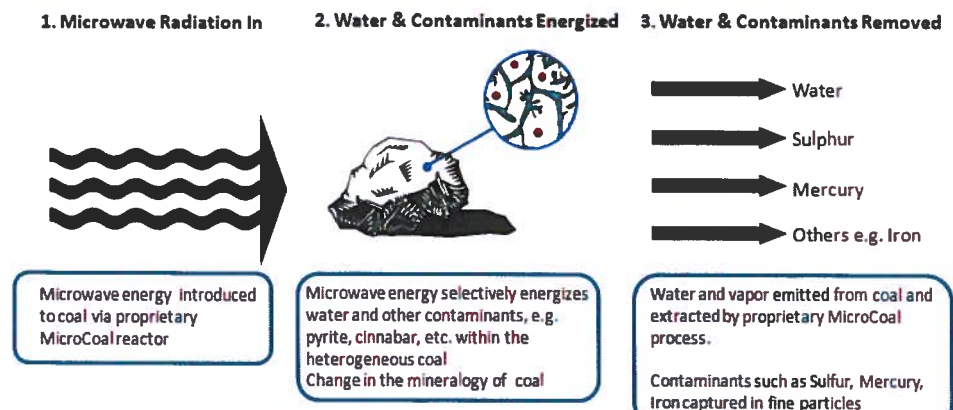 1. Microwave Radiation In
2. Water & Contaminants Energized
3. Water & Contaminants Removed
Water
Sulphur
Mercury
Others e.g. Iron
Microwave energy introduced
to coal via proprietary
MicroCoal reactor
Microwave energy selectively energizes
water and other contaminants, e.g.
pyrite, cinnabar, etc. within the
heterogeneous coal
Change in the mineralogy of coal
Water and vapor emitted from coal and
extracted by proprietary MicroCoal
process.
Contaminants such as Sulfur, Mercury,
Iron captured in fine particles